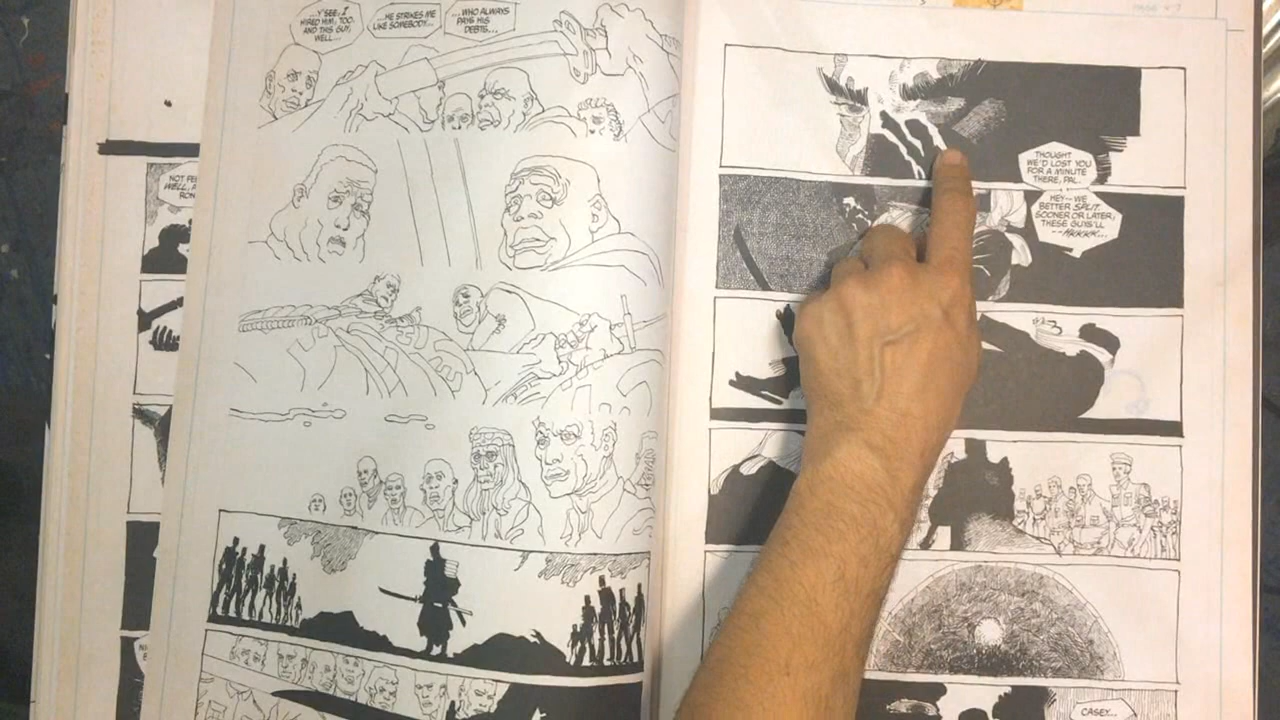 ...Y'SEE, I
HIRED HIM, TOO.
AND THIS GUY,
WELL...
...HE STRIKES ME
LIKE SOMEBODY...
...WHO ALWAYS
PAYS HIS
DEBTS...
NOT FEE
WELL, A
RON
THOUGHT
WE'D LOST YOU
FOR A MINUTE
THERE, PAL.
HEY--WE
BETTER SPLIT.
SOONER OR LATER,
THESE GUYS'LL
--HKKKK...
CASEY...